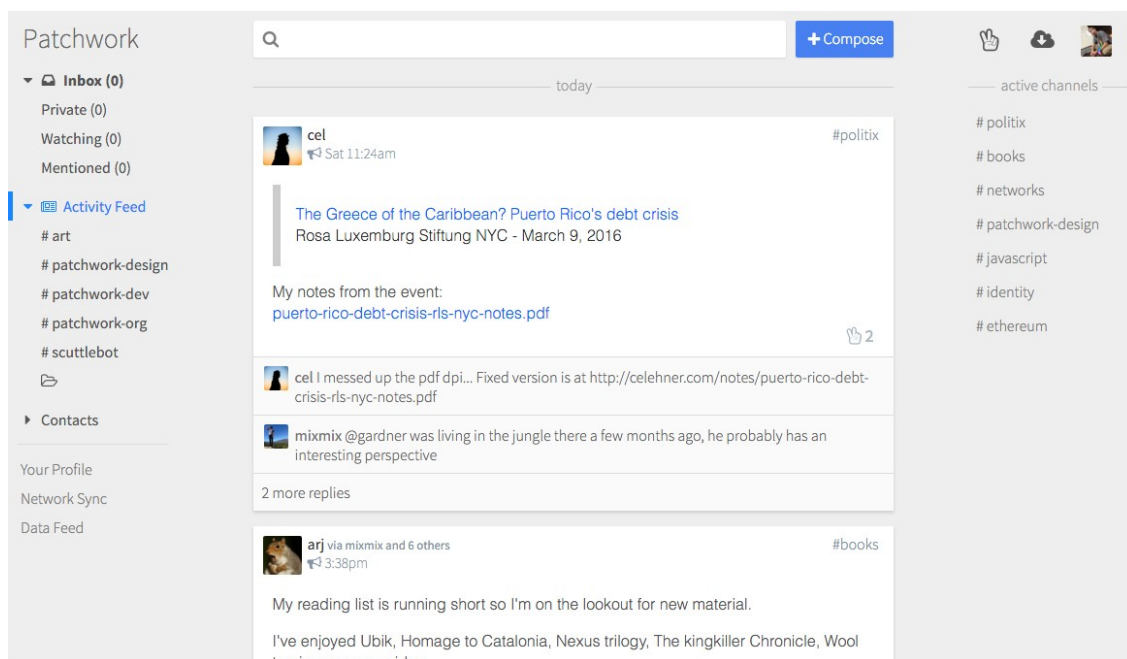 Patchwork
Inbox (0)
Private (0)
Watching (0)
Mentioned (0)
Activity Feed
# art
# patchwork-design
# patchwork-dev
# patchwork-org
# scuttlebot
Contacts
Your Profile
Network Sync
Data Feed
+ Compose
today
cel
#politix
Sat 11:24am
The Greece of the Caribbean? Puerto Rico's debt crisis
Rosa Luxemburg Stiftung NYC - March 9, 2016
My notes from the event:
puerto-rico-debt-crisis-rls-nyc-notes.pdf
2
cel I messed up the pdf dpi... Fixed version is at http://celehner.com/notes/puerto-rico-debt-
crisis-rls-nyc-notes.pdf
mixmix @gardner was living in the jungle there a few months ago, he probably has an
interesting perspective
2 more replies
arj via mixmix and 6 others
#books
3:38pm
My reading list is running short so I'm on the lookout for new material.
I've enjoyed Ubik, Homage to Catalonia, Nexus trilogy, The kingkiller Chronicle, Wool
active channels
# politix
# books
# networks
# patchwork-design
# javascript
# identity
# ethereum